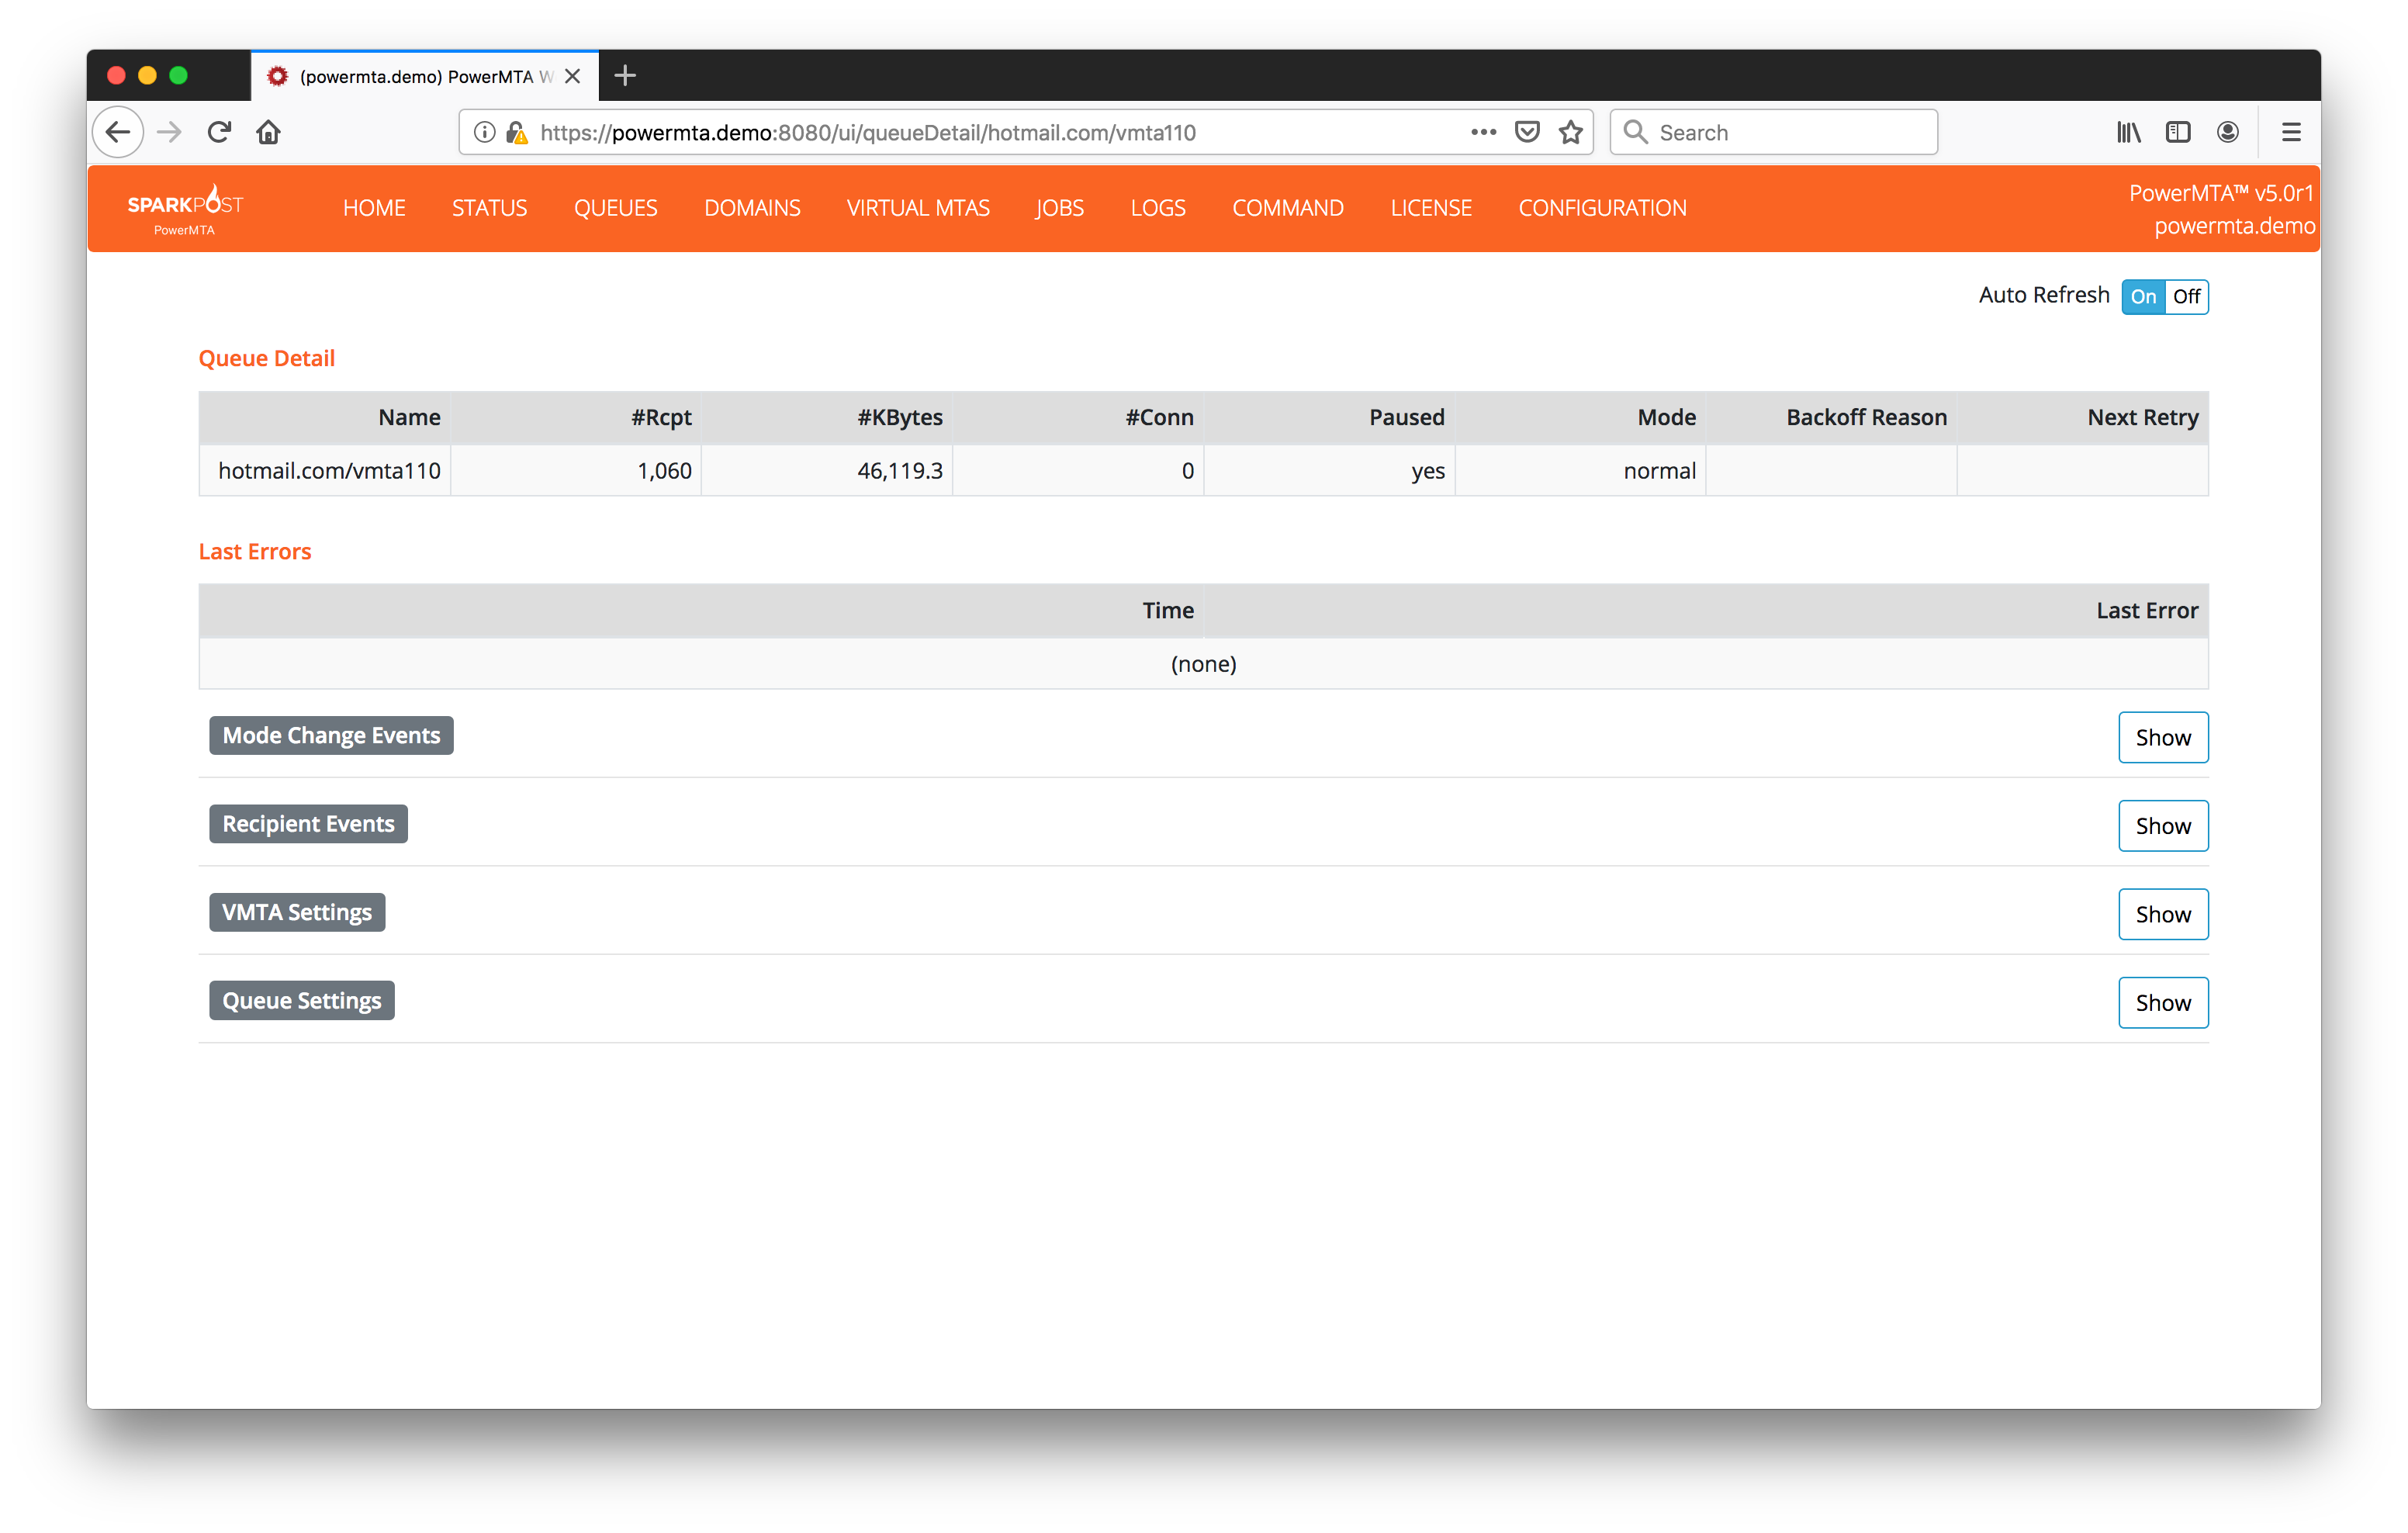 (powermta.demo) PowerMTA W
https://powermta.demo:8080/ui/queueDetail/hotmail.com/vmta110
Search
SPARKPOST
PowerMTA
HOME STATUS QUEUES DOMAINS VIRTUAL MTAS JOBS LOGS COMMAND LICENSE CONFIGURATION
PowerMTA™ v5.0r1
powermta.demo
Auto Refresh On Off
Queue Detail
Name #Rcpt #KBytes #Conn Paused Mode Backoff Reason Next Retry
hotmail.com/vmta110 1,060 46,119.3 0 yes normal
Last Errors
Time Last Error
(none)
Mode Change Events Show
Recipient Events Show
VMTA Settings Show
Queue Settings Show